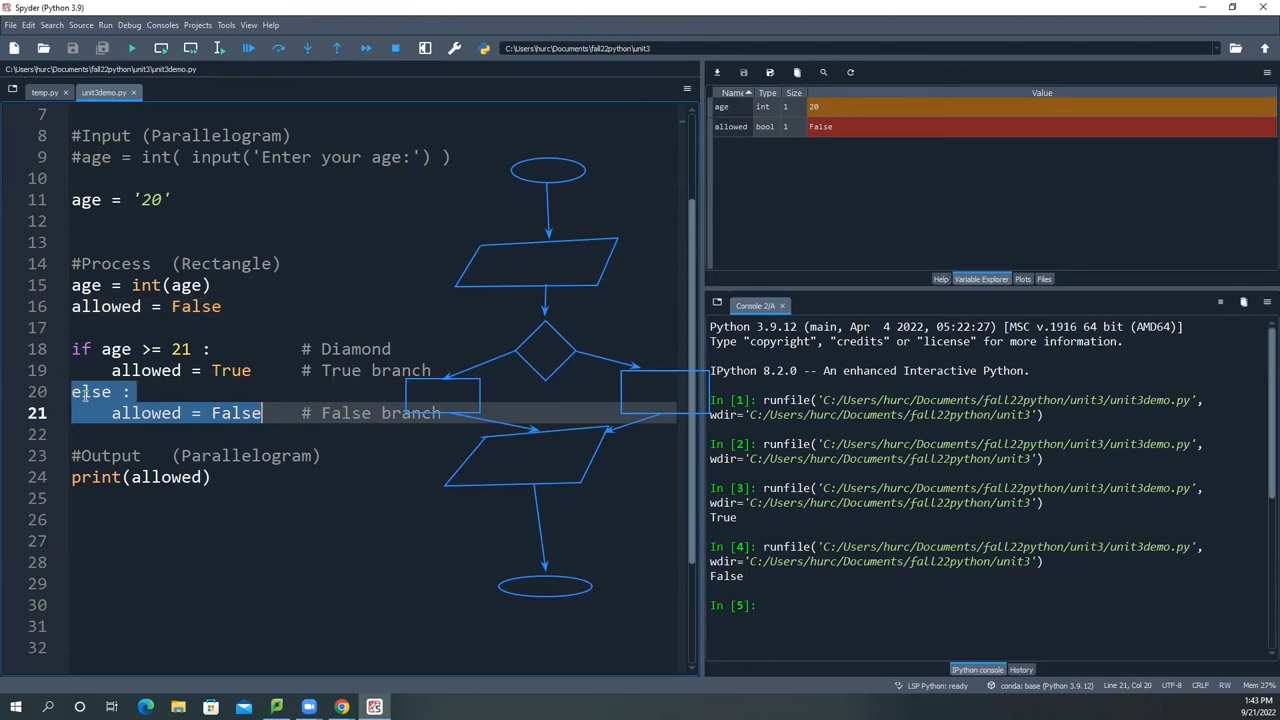 Spyder (Python 3.9)
File Edit Search Source Run Debug Consoles Projects Tools View Help
C:\Users\hurc\Documents\fall22python\unit3
C:\Users\hurc\Documents\fall22python\unit3\unit3demo.py
temp.py
unit3demo.py
7
8 #Input (Parallelogram)
9 #age = int( input('Enter your age:') )
10
11 age = '20'
12
13
14 #Process (Rectangle)
15 age = int(age)
16 allowed = False
17
18 if age >= 21 : # Diamond
19 allowed = True # True branch
20 else :
21 allowed = False # False branch
22
23 #Output (Parallelogram)
24 print(allowed)
25
26
27
28
29
30
31
32
Name Type Size Value
age int 1 20
allowed bool 1 False
Help Variable Explorer Plots Files
Console 2/A
Python 3.9.12 (main, Apr 4 2022, 05:22:27) [MSC v.1916 64 bit (AMD64)]
Type "copyright", "credits" or "license" for more information.
IPython 8.2.0 -- An enhanced Interactive Python.
In [1]: runfile('C:/Users/hurc/Documents/fall22python/unit3/unit3demo.py',
wdir='C:/Users/hurc/Documents/fall22python/unit3')
In [2]: runfile('C:/Users/hurc/Documents/fall22python/unit3/unit3demo.py',
wdir='C:/Users/hurc/Documents/fall22python/unit3')
In [3]: runfile('C:/Users/hurc/Documents/fall22python/unit3/unit3demo.py',
wdir='C:/Users/hurc/Documents/fall22python/unit3')
True
In [4]: runfile('C:/Users/hurc/Documents/fall22python/unit3/unit3demo.py',
wdir='C:/Users/hurc/Documents/fall22python/unit3')
False
In [5]:
IPython console History
LSP Python: ready conda: base (Python 3.9.12) Line 21, Col 20 UTF-8 CRLF RW Mem 27%
1:43 PM
9/21/2022